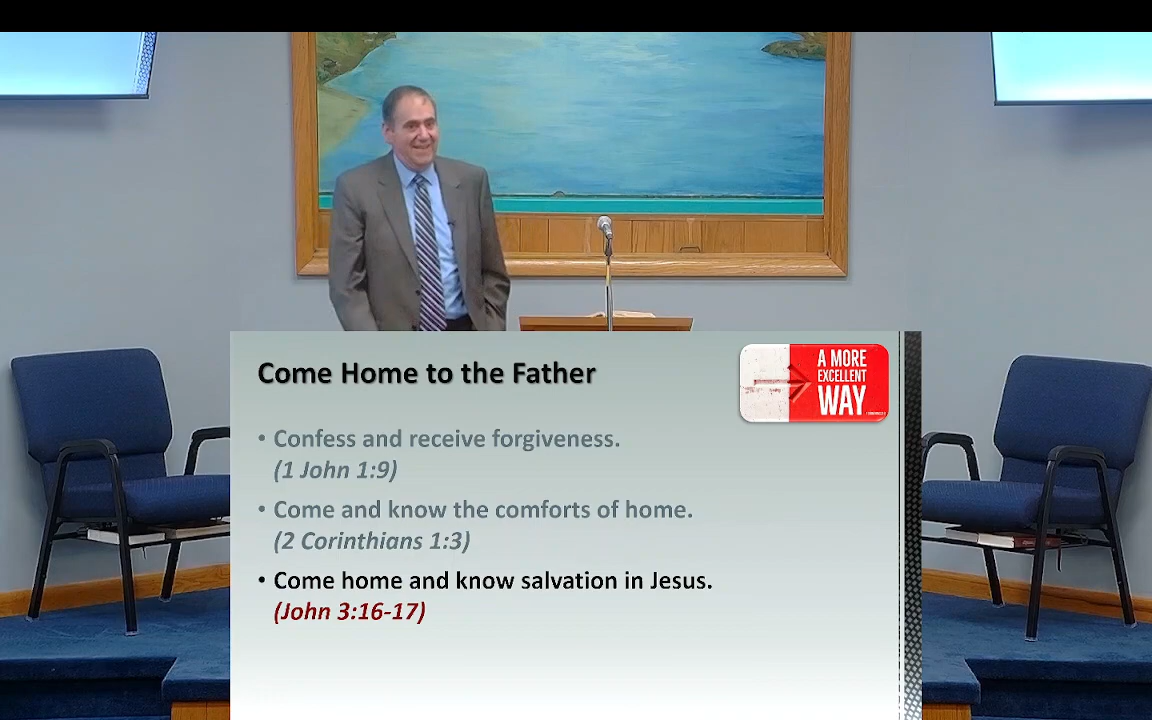 Come Home to the Father
A MORE
EXCELLENT
WAY
• Confess and receive forgiveness.
(1 John 1:9)
• Come and know the comforts of home.
(2 Corinthians 1:3)
• Come home and know salvation in Jesus.
(John 3:16-17)